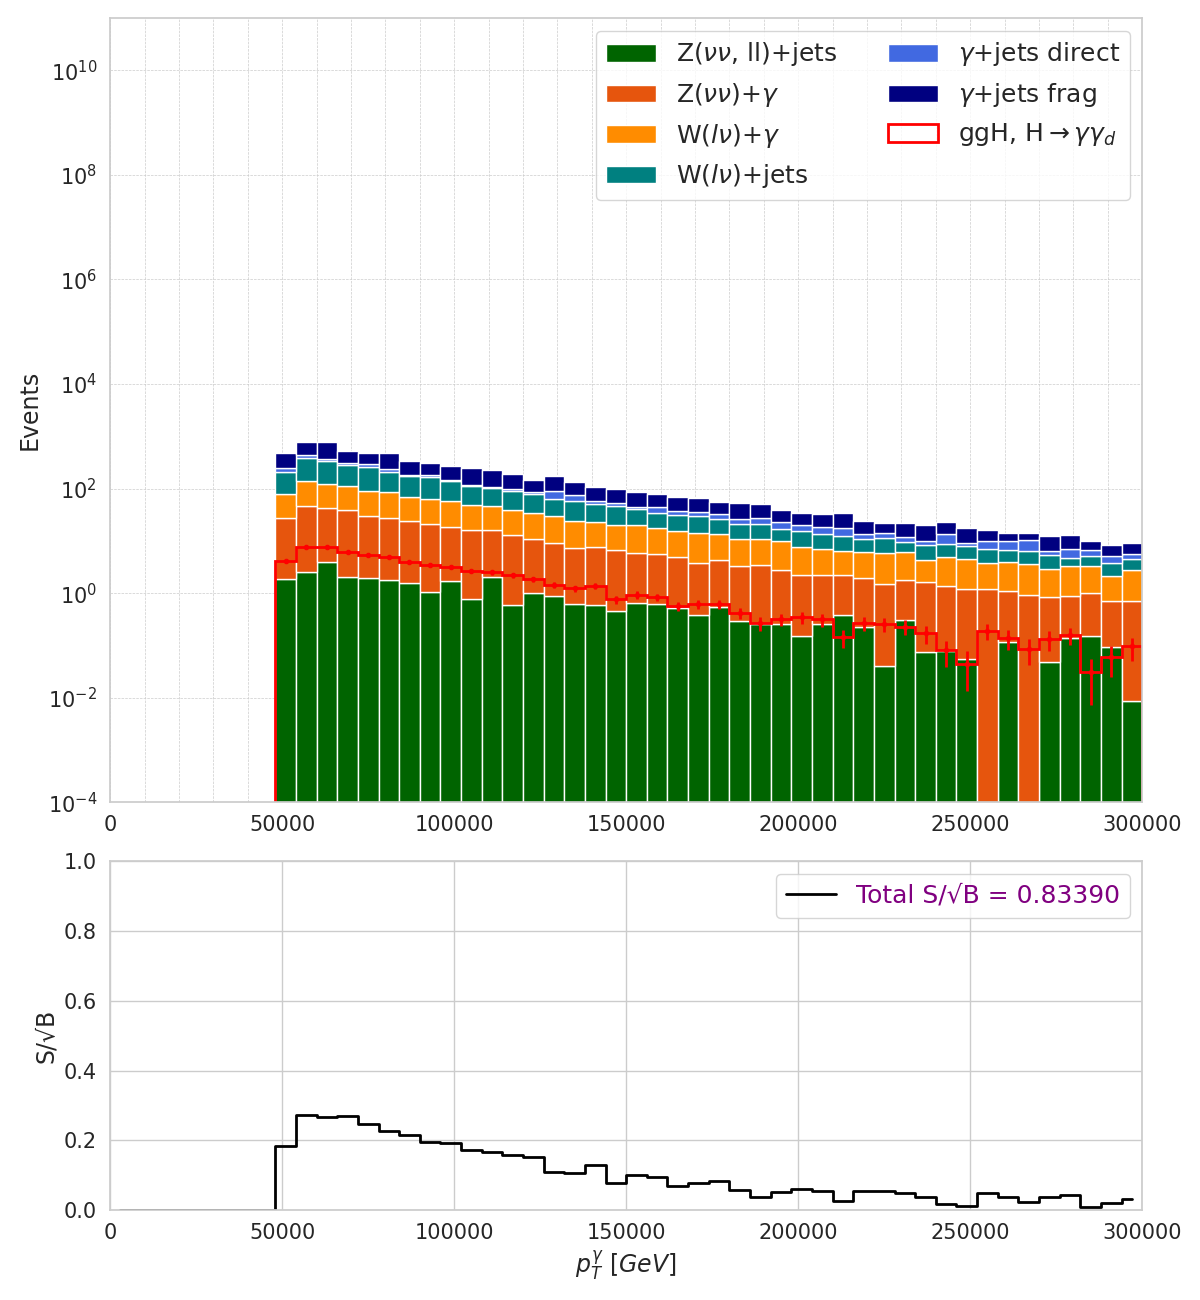 Z(νν, ll)+jets
Z(νν)+γ
W(lν)+γ
W(lν)+jets
γ+jets direct
γ+jets frag
ggH, H→γγ_d
Events
10^10
10^8
10^6
10^4
10^2
10^0
10^−2
10^−4
0 50000 100000 150000 200000 250000 300000
Total S/√B = 0.83390
S/√B
1.0
0.8
0.6
0.4
0.2
0.0
0 50000 100000 150000 200000 250000 300000
p_T^γ [GeV]